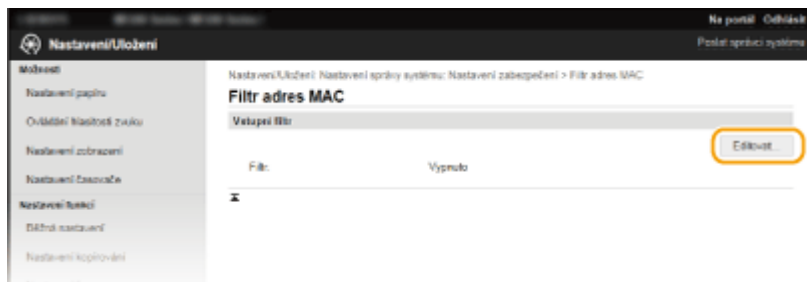 Na portál Odhlásit
Nastavení/Uložení
Poslat správci systému
Možnosti
Nastavení papíru
Ovládání hlasitosti zvuku
Nastavení zobrazení
Nastavení časovače
Nastavení funkcí
Běžná nastavení
Nastavení kopírování
Nastavení/Uložení: Nastavení správy systému: Nastavení zabezpečení > Filtr adres MAC
Filtr adres MAC
Vstupní filtr
Editovat...
Filtr:
Vypnuto